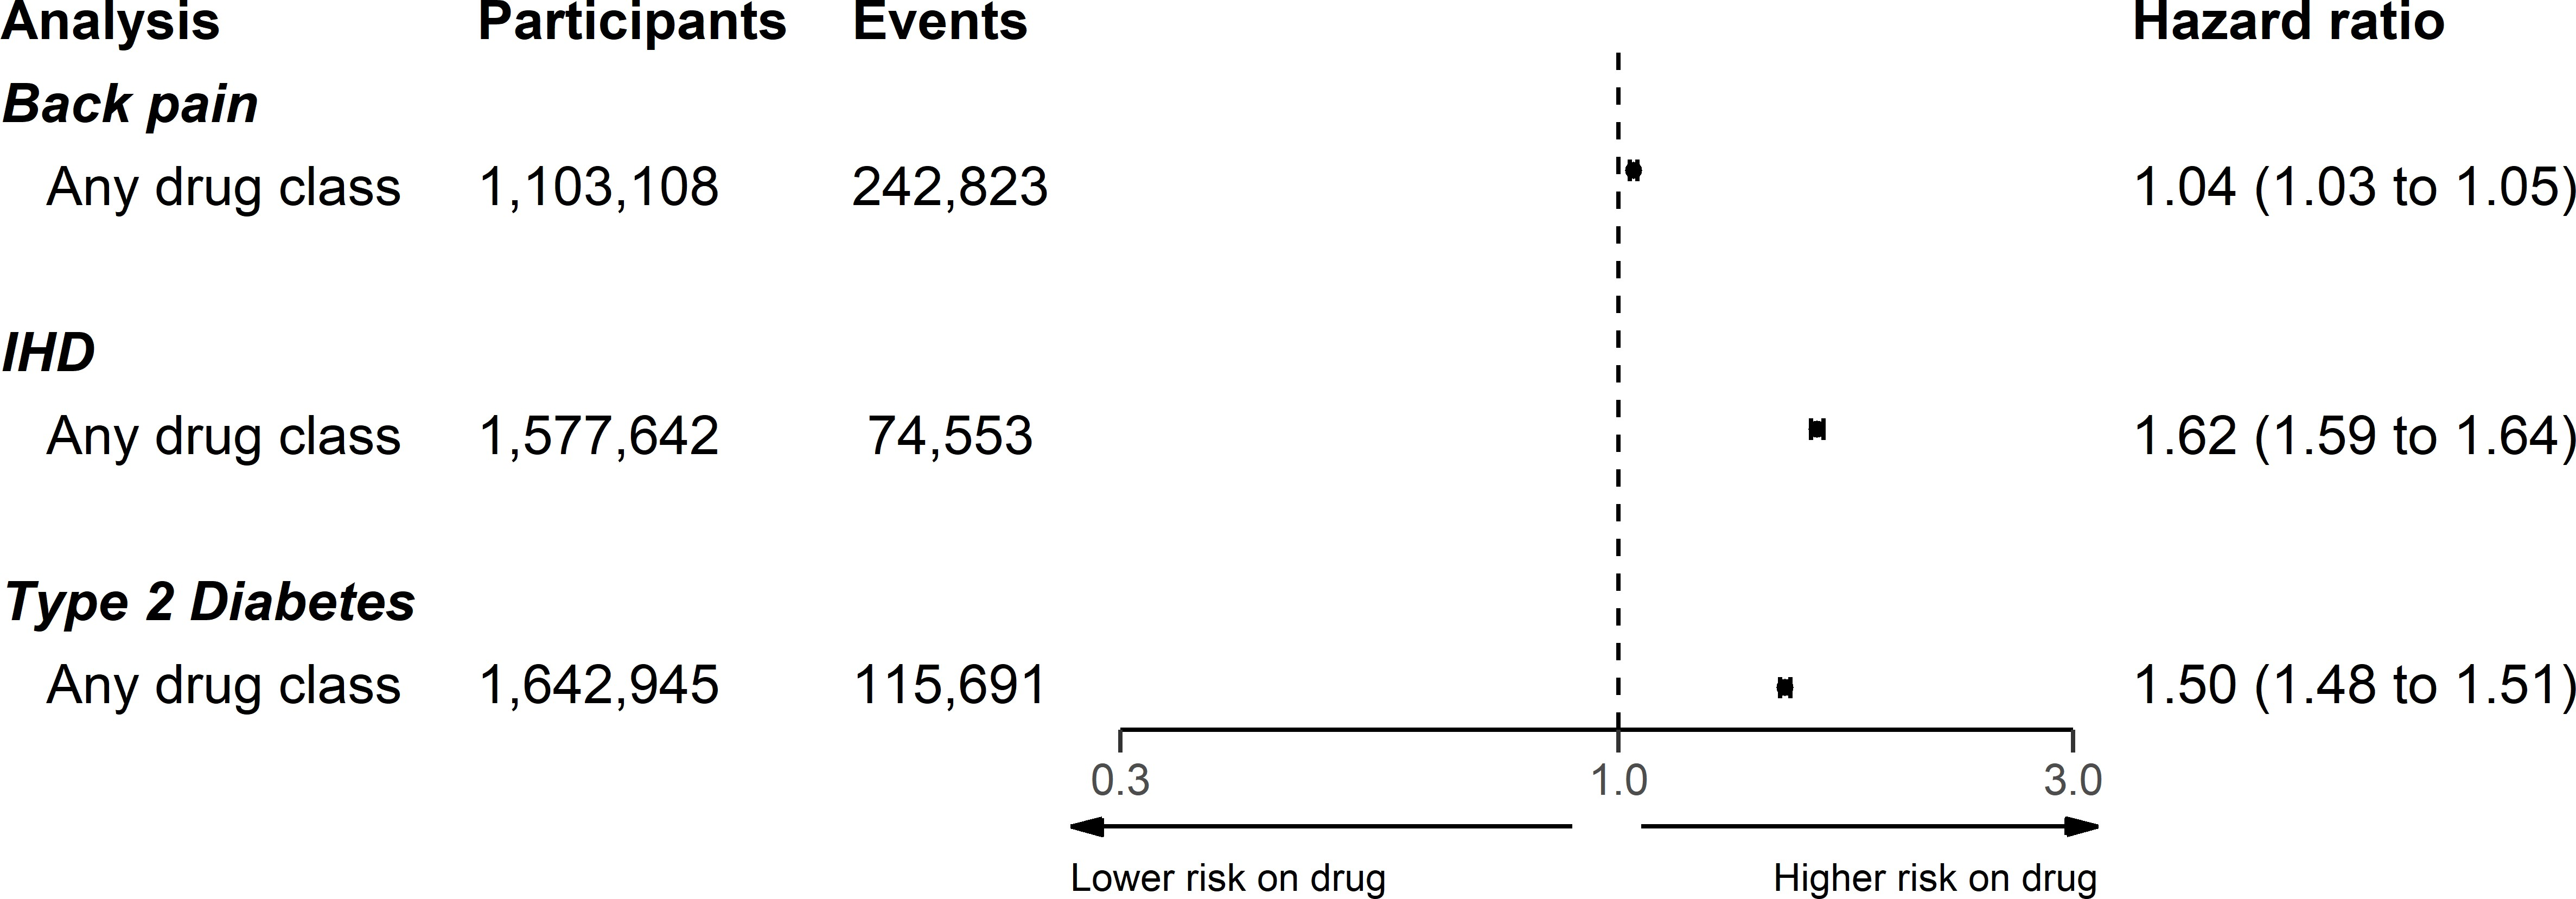 Analysis Participants Events Hazard ratio
Back pain
Any drug class 1,103,108 242,823 1.04 (1.03 to 1.05)
IHD
Any drug class 1,577,642 74,553 1.62 (1.59 to 1.64)
Type 2 Diabetes
Any drug class 1,642,945 115,691 1.50 (1.48 to 1.51)
0.3 1.0 3.0
Lower risk on drug Higher risk on drug